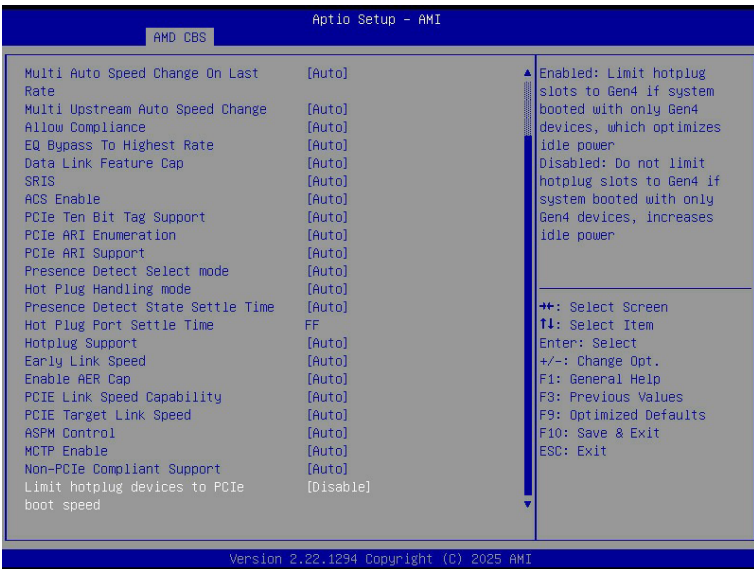 Aptio Setup – AMI
AMD CBS
Multi Auto Speed Change On Last [Auto]
Rate
Multi Upstream Auto Speed Change [Auto]
Allow Compliance [Auto]
EQ Bypass To Highest Rate [Auto]
Data Link Feature Cap [Auto]
SRIS [Auto]
ACS Enable [Auto]
PCIe Ten Bit Tag Support [Auto]
PCIe ARI Enumeration [Auto]
PCIe ARI Support [Auto]
Presence Detect Select mode [Auto]
Hot Plug Handling mode [Auto]
Presence Detect State Settle Time [Auto]
Hot Plug Port Settle Time FF
Hotplug Support [Auto]
Early Link Speed [Auto]
Enable AER Cap [Auto]
PCIE Link Speed Capability [Auto]
PCIE Target Link Speed [Auto]
ASPM Control [Auto]
MCTP Enable [Auto]
Non-PCIe Compliant Support [Auto]
Limit hotplug devices to PCIe [Disable]
boot speed
Enabled: Limit hotplug
slots to Gen4 if system
booted with only Gen4
devices, which optimizes
idle power
Disabled: Do not limit
hotplug slots to Gen4 if
system booted with only
Gen4 devices, increases
idle power
→←: Select Screen
↑↓: Select Item
Enter: Select
+/-: Change Opt.
F1: General Help
F3: Previous Values
F9: Optimized Defaults
F10: Save & Exit
ESC: Exit
Version 2.22.1294 Copyright (C) 2025 AMI